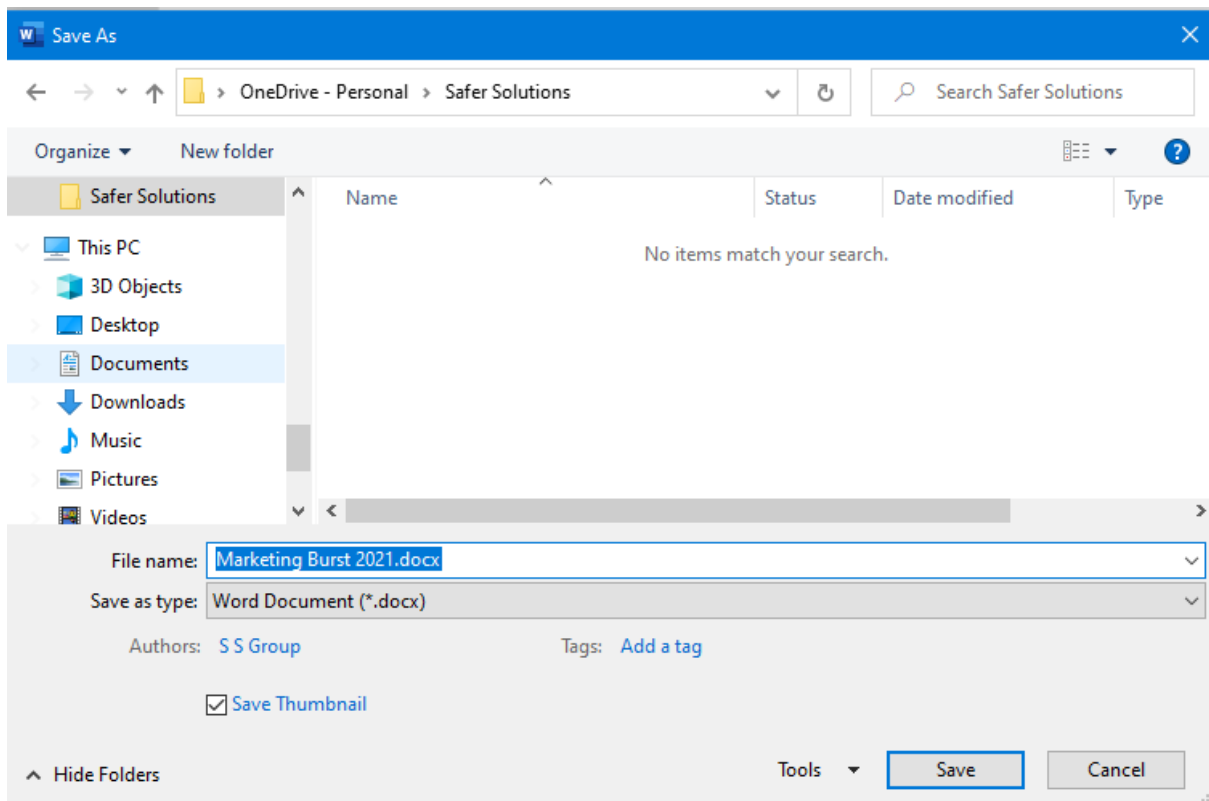 W Save As
OneDrive - Personal > Safer Solutions
Search Safer Solutions
Organize
New folder
?
Safer Solutions
Name
Status
Date modified
Type
This PC
No items match your search.
3D Objects
Desktop
Documents
Downloads
Music
Pictures
Videos
File name: Marketing Burst 2021.docx
Save as type: Word Document (*.docx)
Authors: S S Group
Tags: Add a tag
Save Thumbnail
Hide Folders
Tools
Save
Cancel